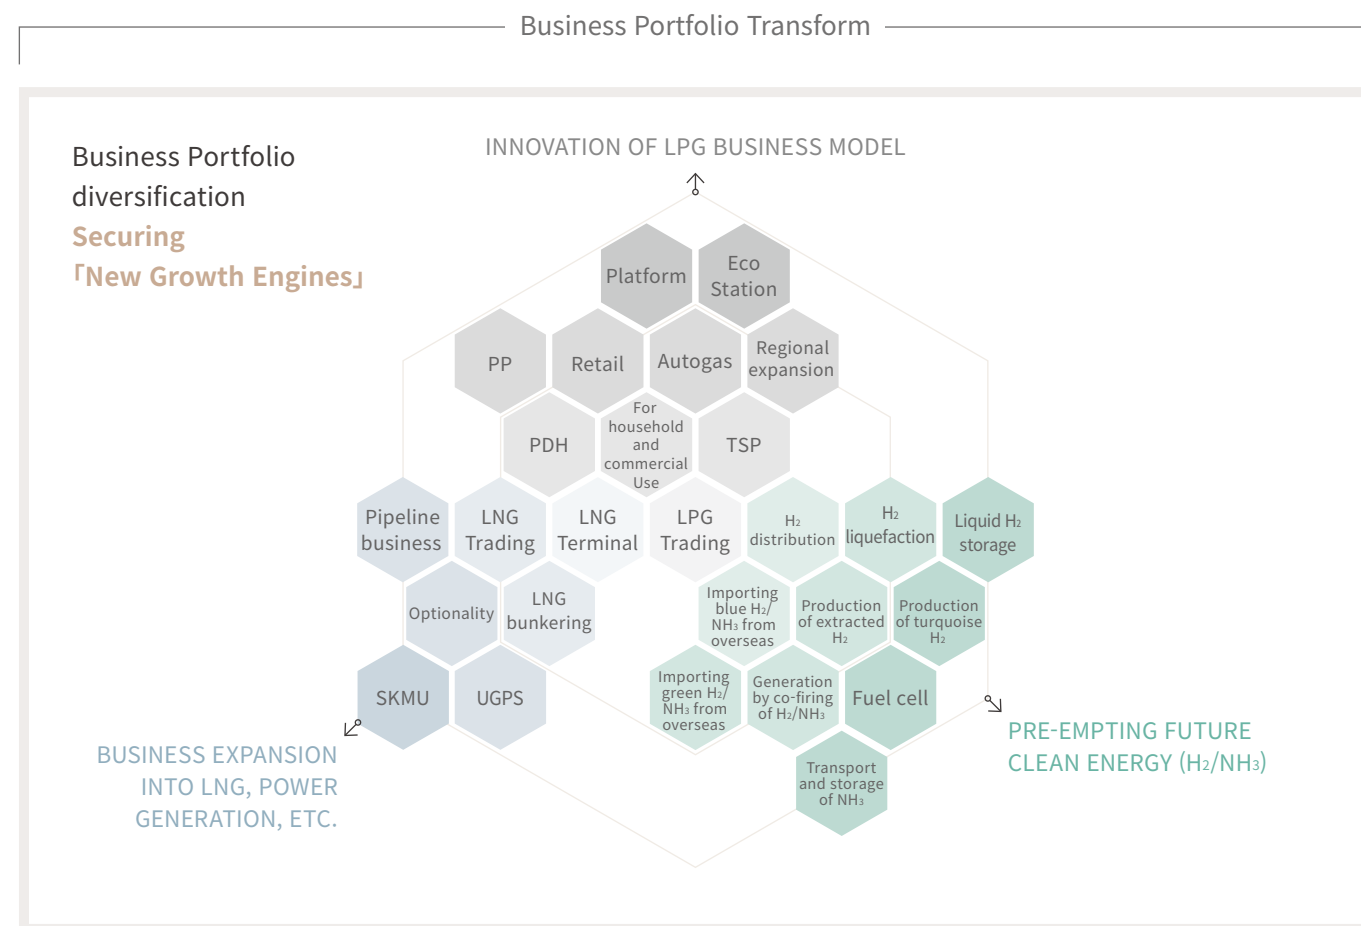 Business Portfolio Transform
Business Portfolio
diversification
Securing
「New Growth Engines」
INNOVATION OF LPG BUSINESS MODEL
Platform
Eco
Station
PP
Retail
Autogas
Regional
expansion
PDH
For
household
and
commercial
Use
TSP
Pipeline
business
LNG
Trading
LNG
Terminal
LPG
Trading
H₂
distribution
H₂
liquefaction
Liquid H₂
storage
Optionality
LNG
bunkering
Importing
blue H₂/
NH₃ from
overseas
Production
of extracted
H₂
Production
of turquoise
H₂
SKMU
UGPS
Importing
green H₂/
NH₃ from
overseas
Generation
by co-firing
of H₂/NH₃
Fuel cell
Transport
and storage
of NH₃
BUSINESS EXPANSION
INTO LNG, POWER
GENERATION, ETC.
PRE-EMPTING FUTURE
CLEAN ENERGY (H₂/NH₃)